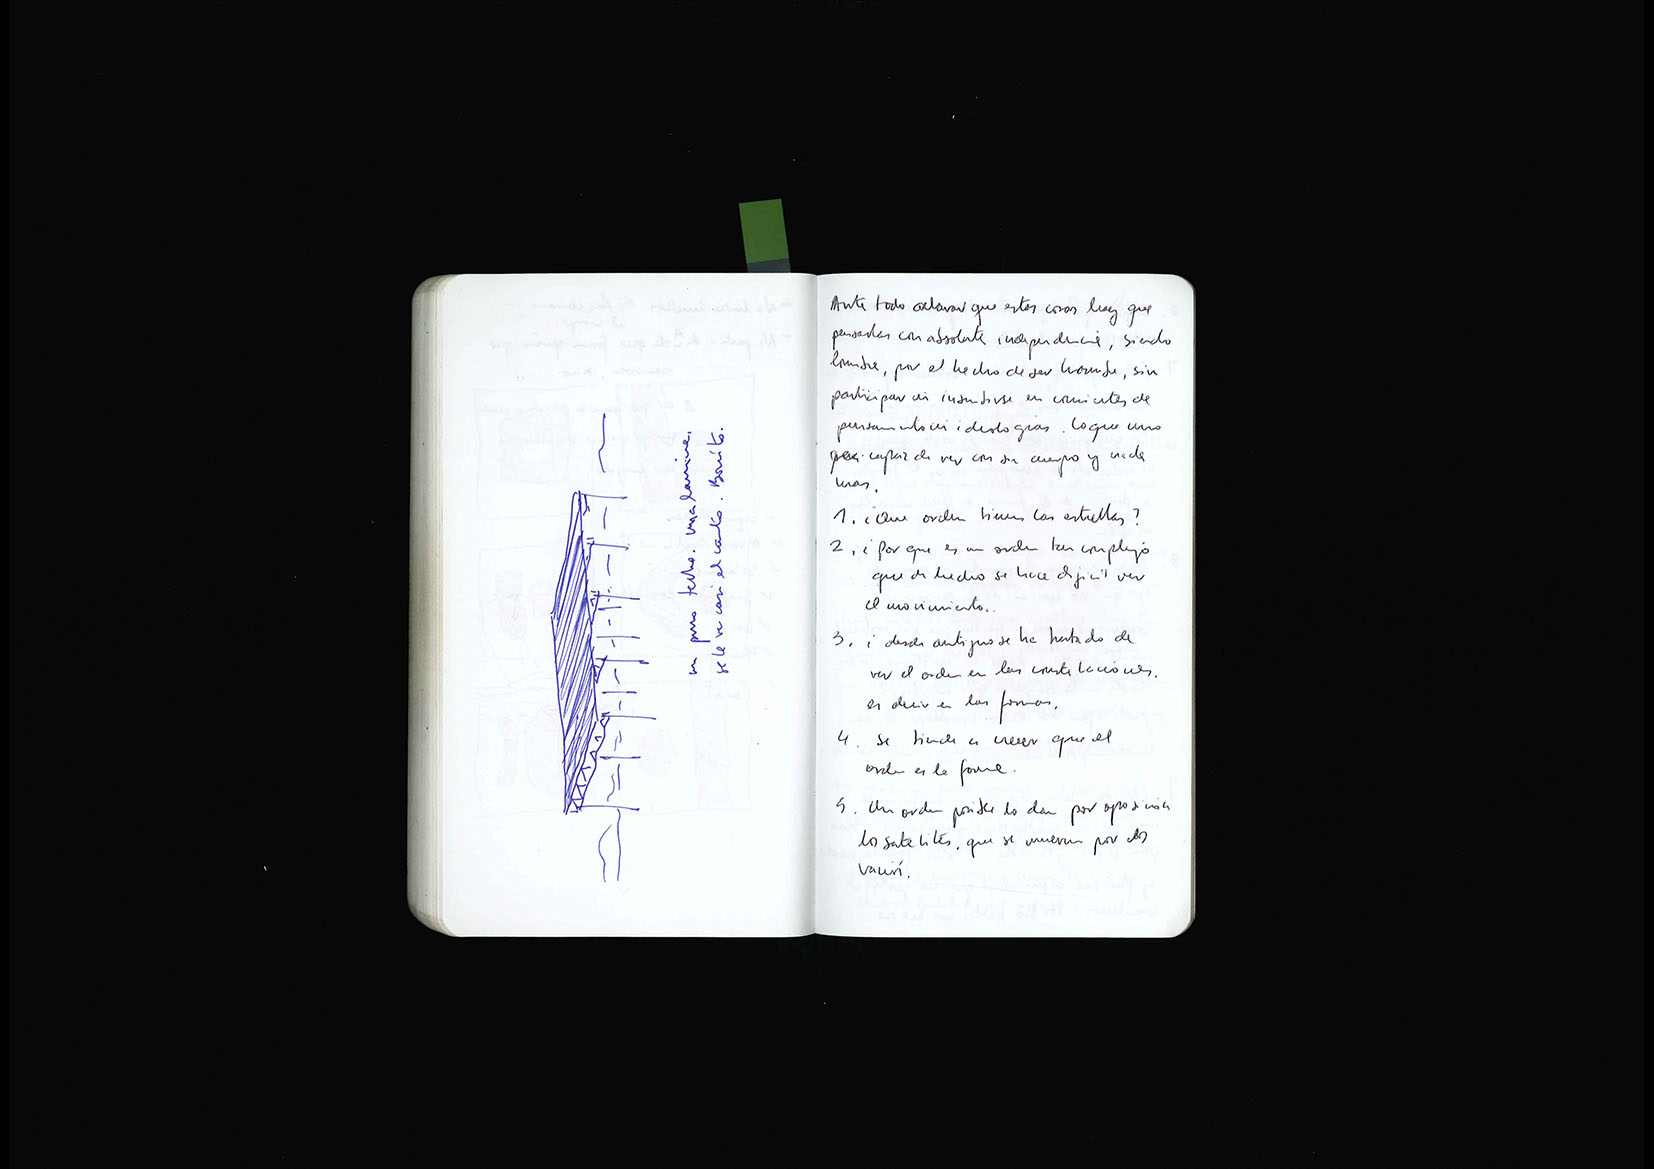 un puro techo. una lamina.
se le ve casi el canto. Bonito.
Ante todo aclarar que estas cosas hay que
pensarlas con absoluta independencia, siendo
hombre, por el hecho de ser hombre, sin
participar ni insertarse en corrientes de
pensamiento ni ideologias. Lo que uno
capaz de ver con su cuerpo y nada
mas.
1. ¿Que orden tienen las estrellas?
2. ¿Por que es un orden tan complejo
que de hecho se hace dificil ver
el movimiento..
3. ¿ desde antiguo se ha tratado de
ver el orden en las constelaciones.
es decir en las formas.
4. Se tiende a creer que el
orden es la forma.
5. Un orden posible lo dan por oposicion
los satelites, que se mueven por